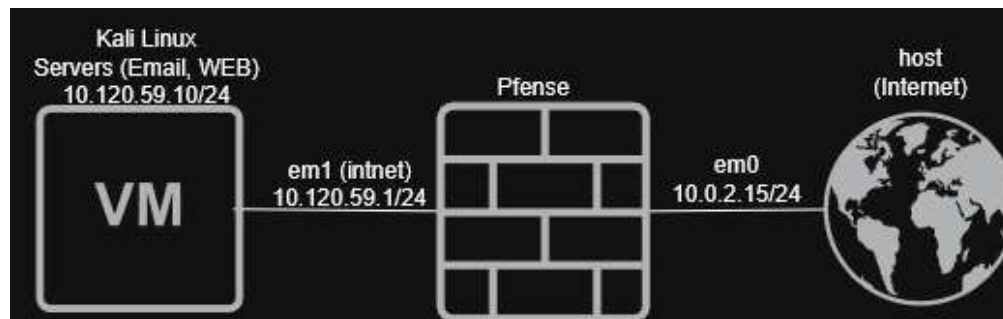 Kali Linux
Servers (Email, WEB)
10.120.59.10/24
VM
em1 (intnet)
10.120.59.1/24
Pfense
em0
10.0.2.15/24
host
(Internet)